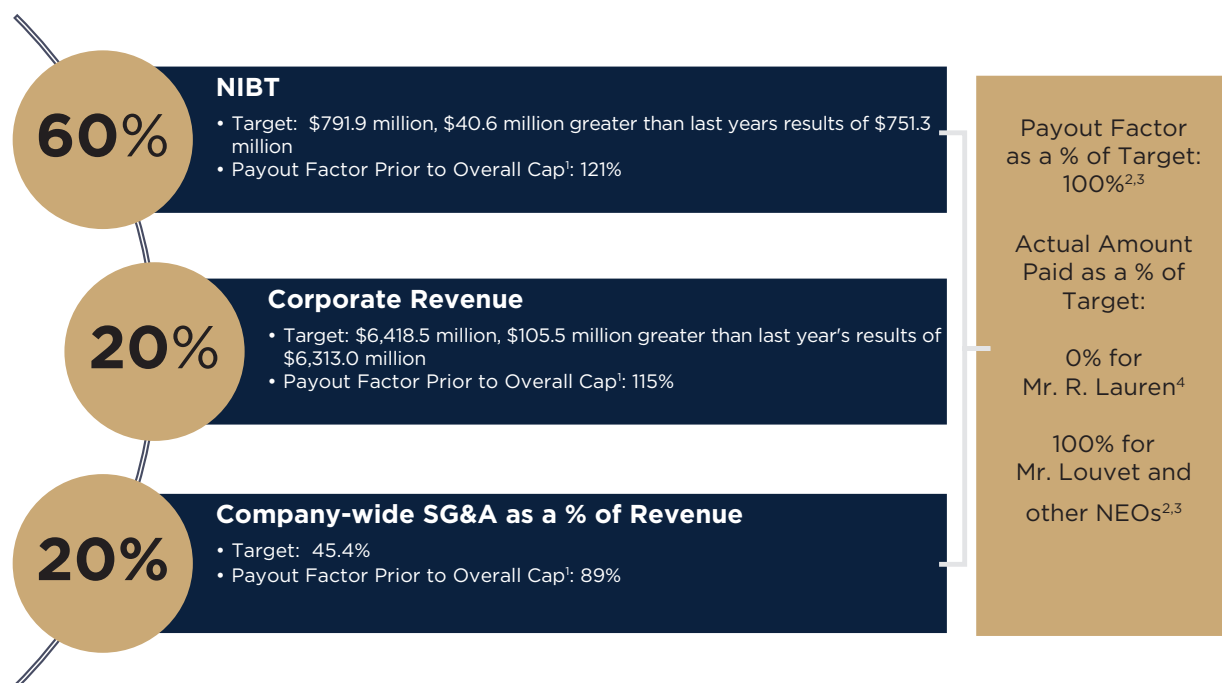 60%
NIBT
• Target:  $791.9 million, $40.6 million greater than last years results of $751.3
million
• Payout Factor Prior to Overall Cap¹: 121%
20%
Corporate Revenue
• Target: $6,418.5 million, $105.5 million greater than last year's results of
$6,313.0 million
• Payout Factor Prior to Overall Cap¹: 115%
20%
Company-wide SG&A as a % of Revenue
• Target:  45.4%
• Payout Factor Prior to Overall Cap¹: 89%
Payout Factor
as a % of Target:
100%²,³
Actual Amount
Paid as a % of
Target:
0% for
Mr. R. Lauren⁴
100% for
Mr. Louvet and
other NEOs²,³